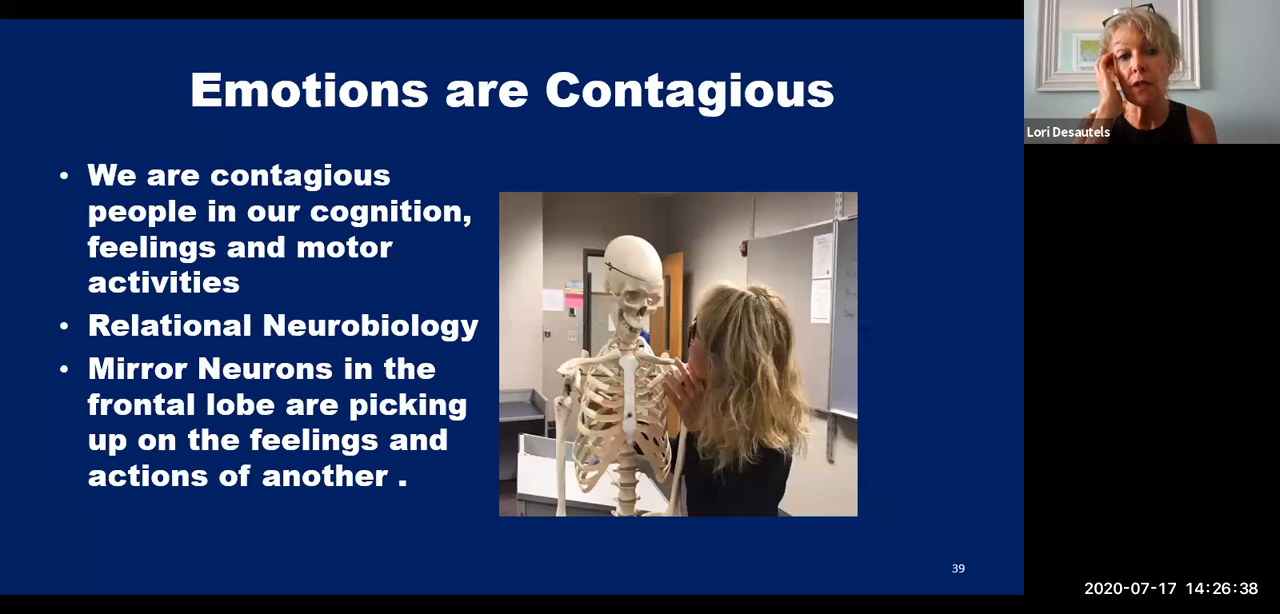 Emotions are Contagious
• We are contagious
people in our cognition,
feelings and motor
activities
• Relational Neurobiology
• Mirror Neurons in the
frontal lobe are picking
up on the feelings and
actions of another .
39
Lori Desautels
2020-07-17 14:26:38